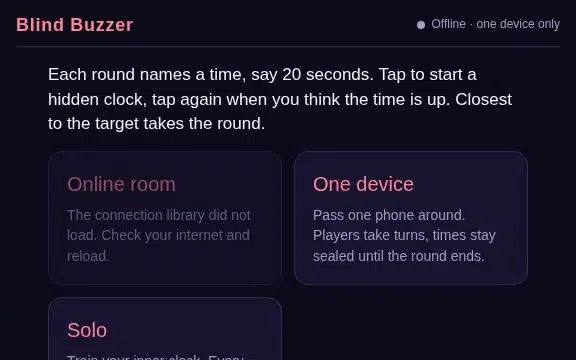 Blind Buzzer
Offline · one device only
Each round names a time, say 20 seconds. Tap to start a
hidden clock, tap again when you think the time is up. Closest
to the target takes the round.
Online room
The connection library did not
load. Check your internet and
reload.
One device
Pass one phone around.
Players take turns, times stay
sealed until the round ends.
Solo
Train your inner clock. Every